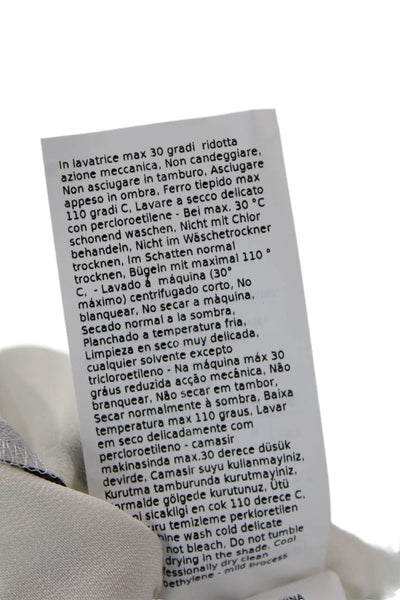 In lavatrice max 30 gradi ridotta
azione meccanica, Non candeggiare,
Non asciugare in tamburo, Asciugare
appeso in ombra, Ferro tiepido max
110 gradi C, Lavare a secco delicato
con percloroetilene - Bei max. 30 °C
schonend waschen, Nicht mit Chlor
behandeln, Nicht im Wäschetrockner
trocknen, Im Schatten normal
trocknen, Bügeln mit maximal 110 °
C, - Lavado à máquina (30°
máximo) centrifugado corto, No
blanquear, No secar a màquina,
Secado normal a la sombra,
Planchado a temperatura fria,
Limpieza en seco muy delicada,
cualquier solvente excepto
tricloroetileno - Na máquina máx 30
gráus reduzida acção mecânica, Não
branquear, Não secar em tambor,
Secar normalmente à sombra, Baixa
temperatura max 110 graus, Lavar
em seco delicadamente com
percloroetileno - camasir
makinasinda max.30 derece düsük
devirde, Camasir suyu kullanmayiniz,
Kurutma tamburunda kurutmayiniz,
ormalde gölgede kurutunuz, Ütü
ni sicakligi en cok 110 derece C,
uru temizleme perkloretilen
ine wash cold delicate
not bleach, Do not tumble
drying in the shade, Cool
essionally dry clean
oethylene - mild process
INA